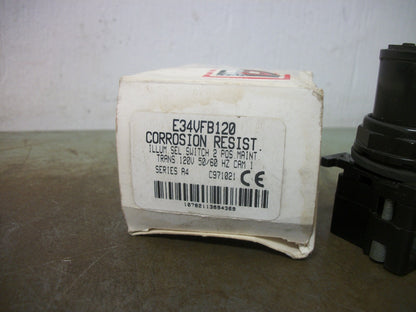 E34VFB120
CORROSION RESIST.
ILLUM SEL SWITCH 2 POS MAINT
TRANS 120V 50/60 HZ CAM 1
SERIES A4 C971021 CE